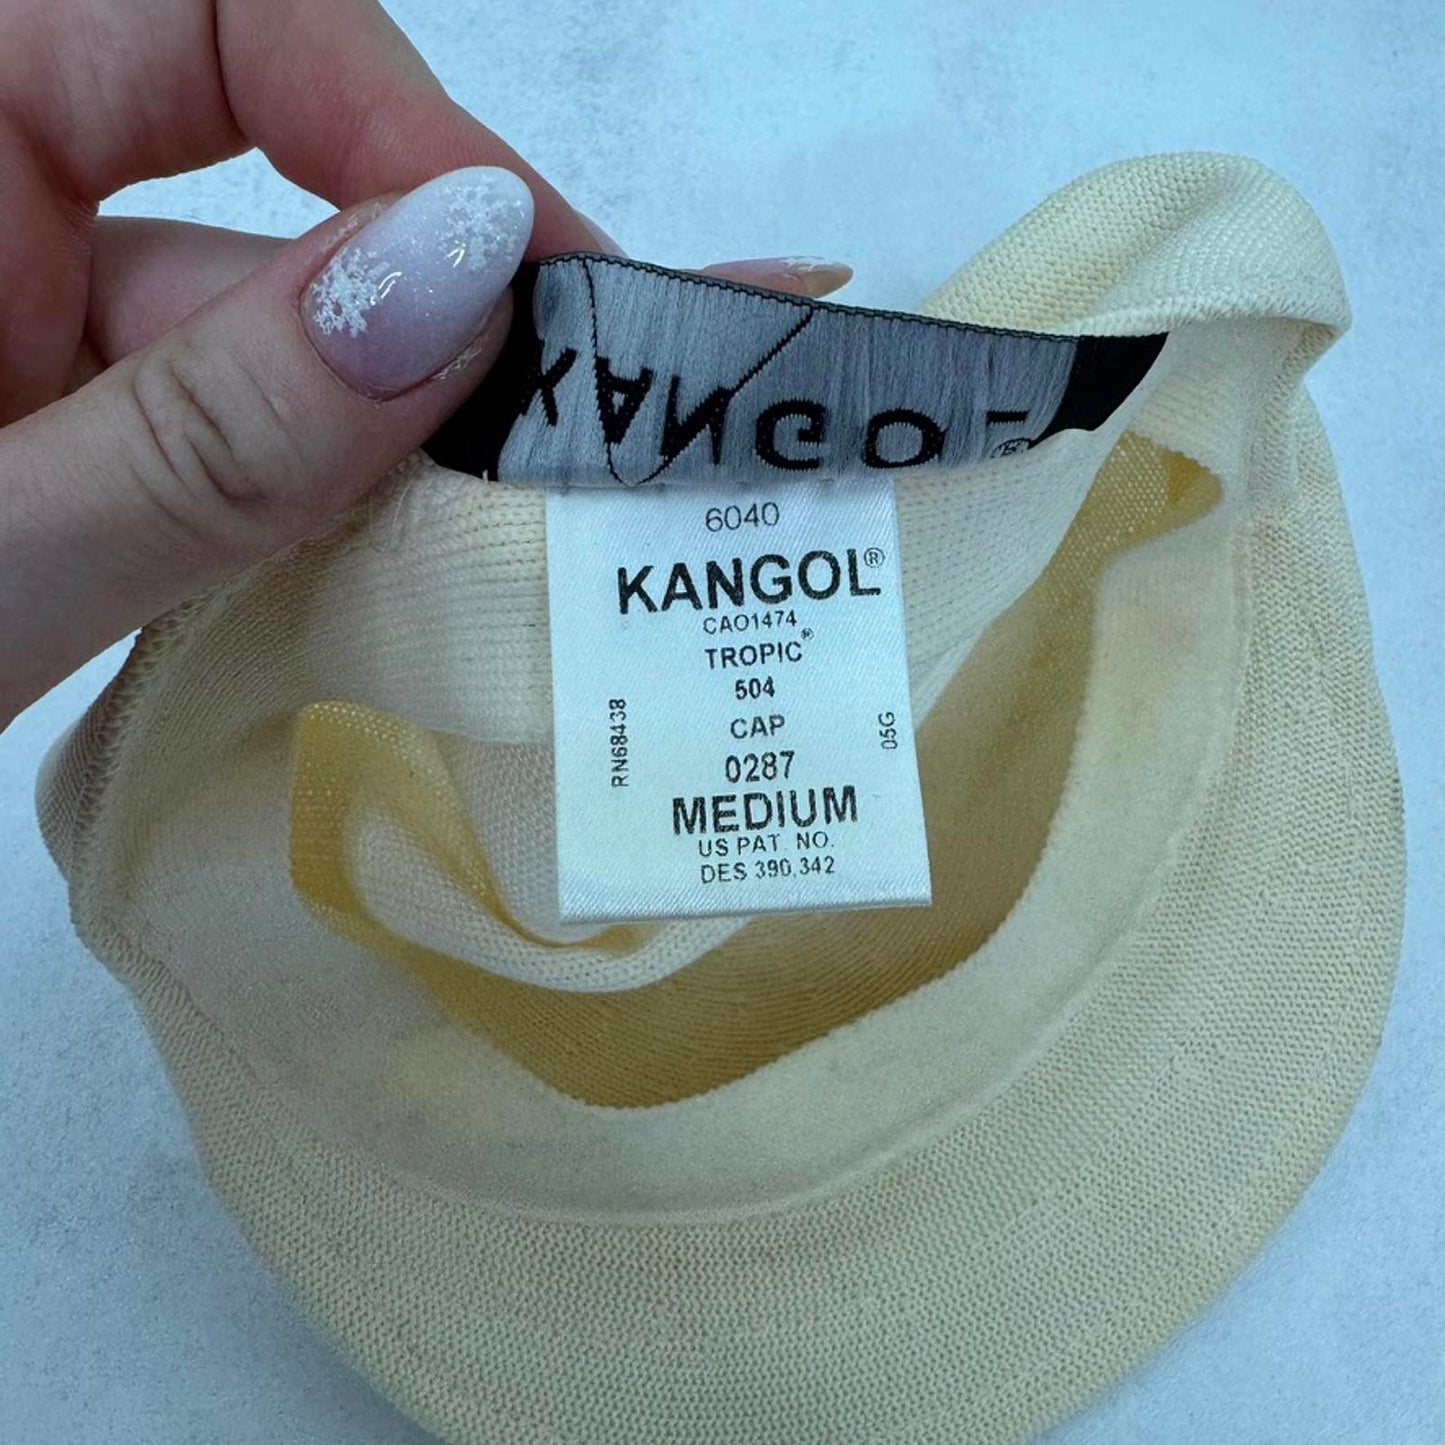 KANGOL
®
6040
KANGOL®
CAO1474
TROPIC®
504
CAP
0287
MEDIUM
US PAT. NO.
DES 390,342
RN68438
05G